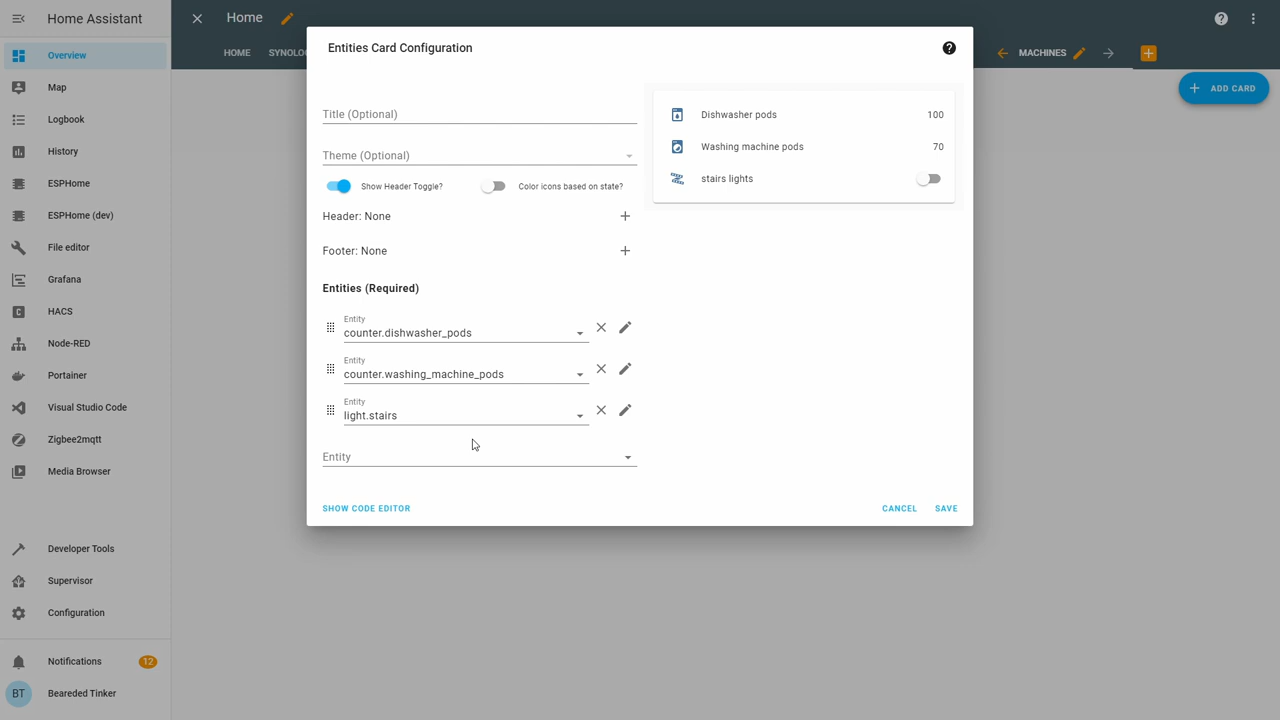 Home Assistant
Overview
Map
Logbook
History
ESPHome
ESPHome (dev)
File editor
Grafana
HACS
Node-RED
Portainer
Visual Studio Code
Zigbee2mqtt
Media Browser
Developer Tools
Supervisor
Configuration
Notifications 12
BT Beareded Tinker
Home
HOME SYNOLO MACHINES
ADD CARD
Entities Card Configuration
Title (Optional)
Theme (Optional)
Show Header Toggle? Color icons based on state?
Header: None
Footer: None
Entities (Required)
Entity
counter.dishwasher_pods
Entity
counter.washing_machine_pods
Entity
light.stairs
Entity
SHOW CODE EDITOR
CANCEL SAVE
Dishwasher pods 100
Washing machine pods 70
stairs lights